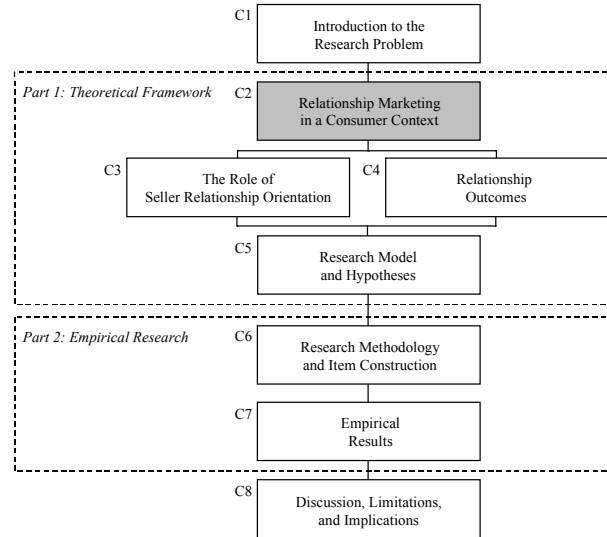 C1
Introduction to the
Research Problem
Part 1: Theoretical Framework
C2
Relationship Marketing
in a Consumer Context
C3
The Role of
Seller Relationship Orientation
C4
Relationship
Outcomes
C5
Research Model
and Hypotheses
Part 2: Empirical Research
C6
Research Methodology
and Item Construction
C7
Empirical
Results
C8
Discussion, Limitations,
and Implications